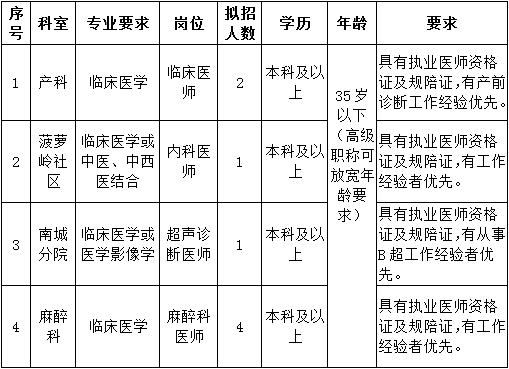 序号 科室 专业要求 岗位 拟招人数 学历 年龄 要求
1 产科 临床医学 临床医师 2 本科及以上 35岁以下（高级职称可放宽年龄要求） 具有执业医师资格证及规陪证，有产前诊断工作经验优先。
2 菠萝岭社区 临床医学或中医、中西医结合 内科医师 1 本科及以上 具有执业医师资格证及规陪证，有工作经验者优先。
3 南城分院 临床医学或医学影像学 超声诊断医师 1 本科及以上 具有执业医师资格证及规陪证，有从事B超工作经验者优先。
4 麻醉科 临床医学 麻醉科医师 4 本科及以上 具有执业医师资格证及规陪证，有工作经验者优先。